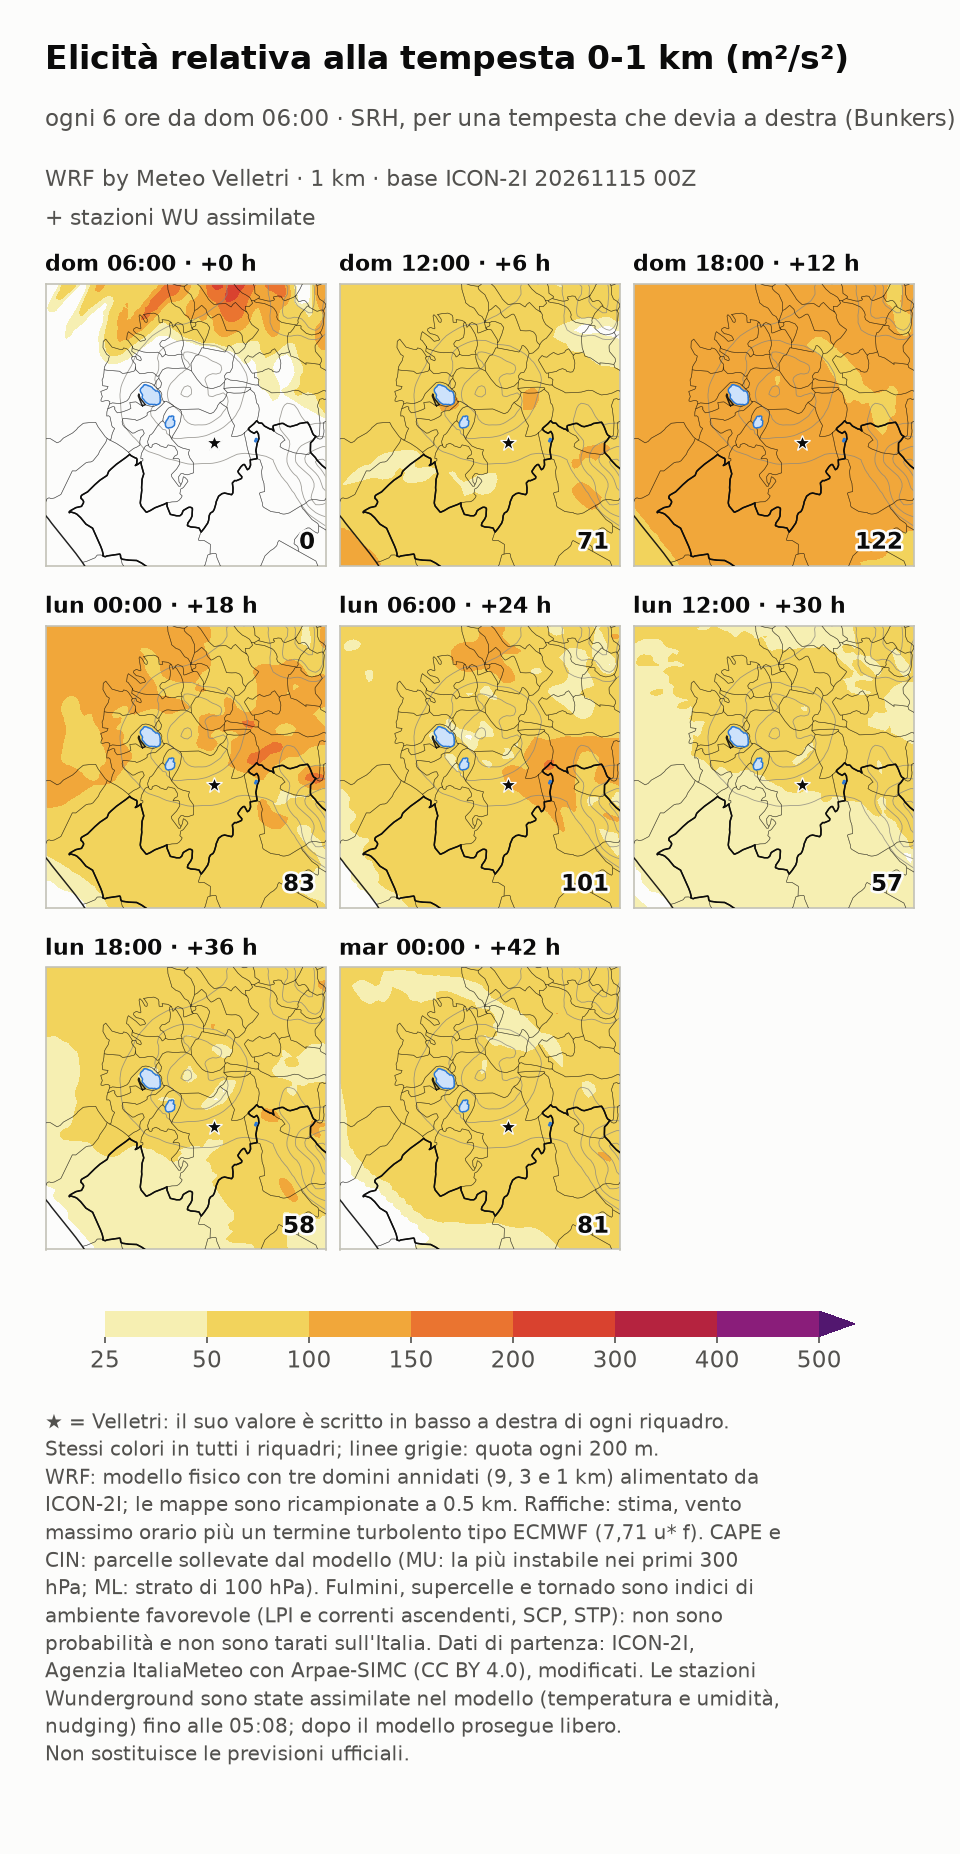 Elicità relativa alla tempesta 0-1 km (m²/s²)
ogni 6 ore da dom 06:00 · SRH, per una tempesta che devia a destra (Bunkers)
WRF by Meteo Velletri · 1 km · base ICON-2I 20261115 00Z
+ stazioni WU assimilate
dom 06:00 · +0 h
dom 12:00 · +6 h
dom 18:00 · +12 h
0
71
122
lun 00:00 · +18 h
lun 06:00 · +24 h
lun 12:00 · +30 h
83
101
57
lun 18:00 · +36 h
mar 00:00 · +42 h
58
81
25 50 100 150 200 300 400 500
★ = Velletri: il suo valore è scritto in basso a destra di ogni riquadro.
Stessi colori in tutti i riquadri; linee grigie: quota ogni 200 m.
WRF: modello fisico con tre domini annidati (9, 3 e 1 km) alimentato da
ICON-2I; le mappe sono ricampionate a 0.5 km. Raffiche: stima, vento
massimo orario più un termine turbolento tipo ECMWF (7,71 u* f). CAPE e
CIN: parcelle sollevate dal modello (MU: la più instabile nei primi 300
hPa; ML: strato di 100 hPa). Fulmini, supercelle e tornado sono indici di
ambiente favorevole (LPI e correnti ascendenti, SCP, STP): non sono
probabilità e non sono tarati sull'Italia. Dati di partenza: ICON-2I,
Agenzia ItaliaMeteo con Arpae-SIMC (CC BY 4.0), modificati. Le stazioni
Wunderground sono state assimilate nel modello (temperatura e umidità,
nudging) fino alle 05:08; dopo il modello prosegue libero.
Non sostituisce le previsioni ufficiali.